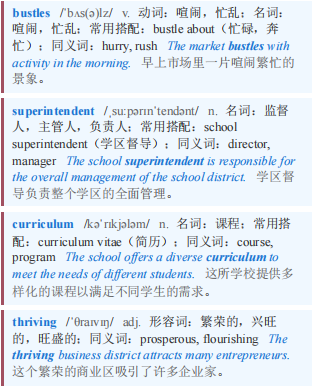 bustles /ˈbʌs(ə)lz/ v. 动词：喧闹，忙乱；名词：
喧闹，忙乱；常用搭配：bustle about（忙碌，奔
忙）；同义词：hurry, rush The market bustles with
activity in the morning. 早上市场里一片喧闹繁忙的
景象。
superintendent /ˌsuːpərɪnˈtendənt/ n. 名词：监督
人，主管人，负责人；常用搭配：school
superintendent（学区督导）；同义词：director,
manager The school superintendent is responsible for
the overall management of the school district. 学区督
导负责整个学区的全面管理。
curriculum /kəˈrɪkjələm/ n. 名词：课程；常用搭
配：curriculum vitae（简历）；同义词：course,
program The school offers a diverse curriculum to
meet the needs of different students. 这所学校提供多
样化的课程以满足不同学生的需求。
thriving /ˈθraɪvɪŋ/ adj. 形容词：繁荣的，兴旺
的，旺盛的；同义词：prosperous, flourishing The
thriving business district attracts many entrepreneurs.
这个繁荣的商业区吸引了许多企业家。